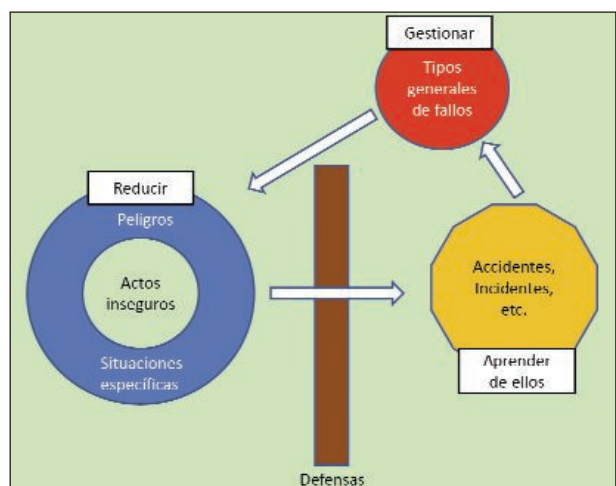 Gestionar
Tipos
generales
de fallos
Reducir
Peligros
Actos
inseguros
Situaciones
específicas
Accidentes,
Incidentes,
etc.
Aprender
de ellos
Defensas